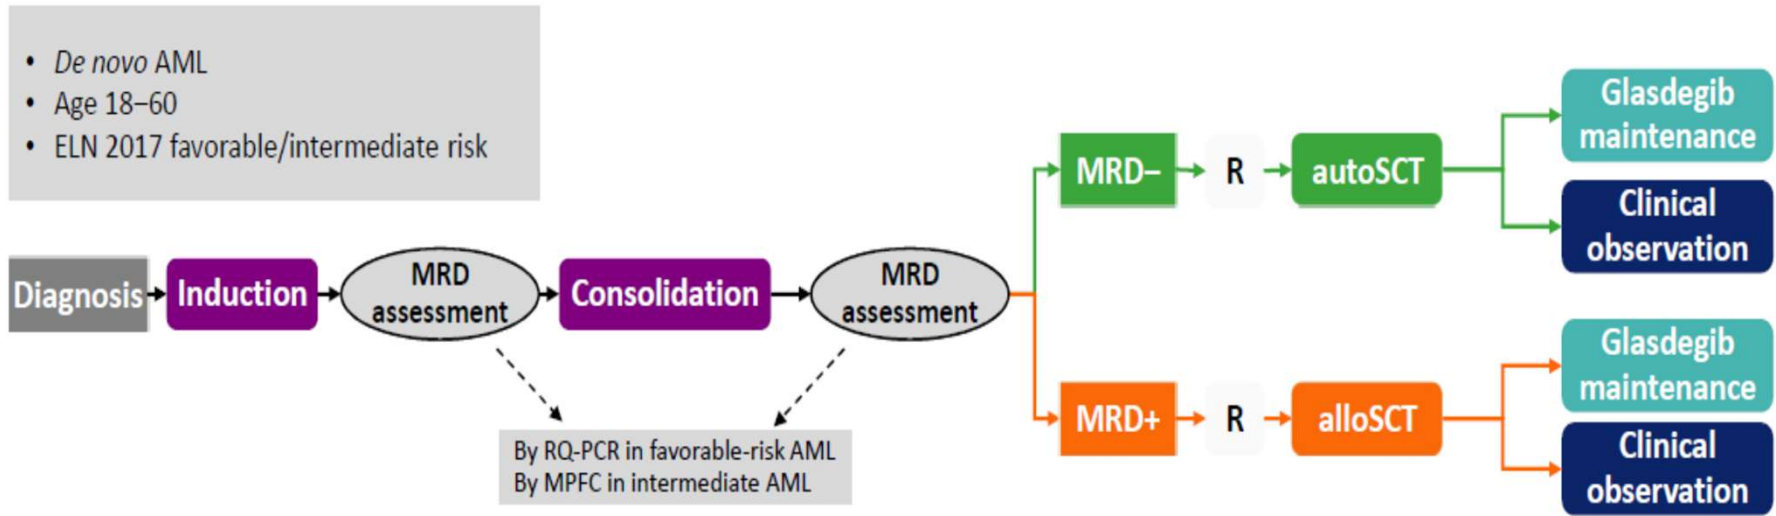 • De novo AML
• Age 18–60
• ELN 2017 favorable/intermediate risk
Diagnosis
Induction
MRD
assessment
Consolidation
MRD
assessment
By RQ-PCR in favorable-risk AML
By MPFC in intermediate AML
MRD–
R
autoSCT
Glasdegib
maintenance
Clinical
observation
MRD+
R
alloSCT
Glasdegib
maintenance
Clinical
observation